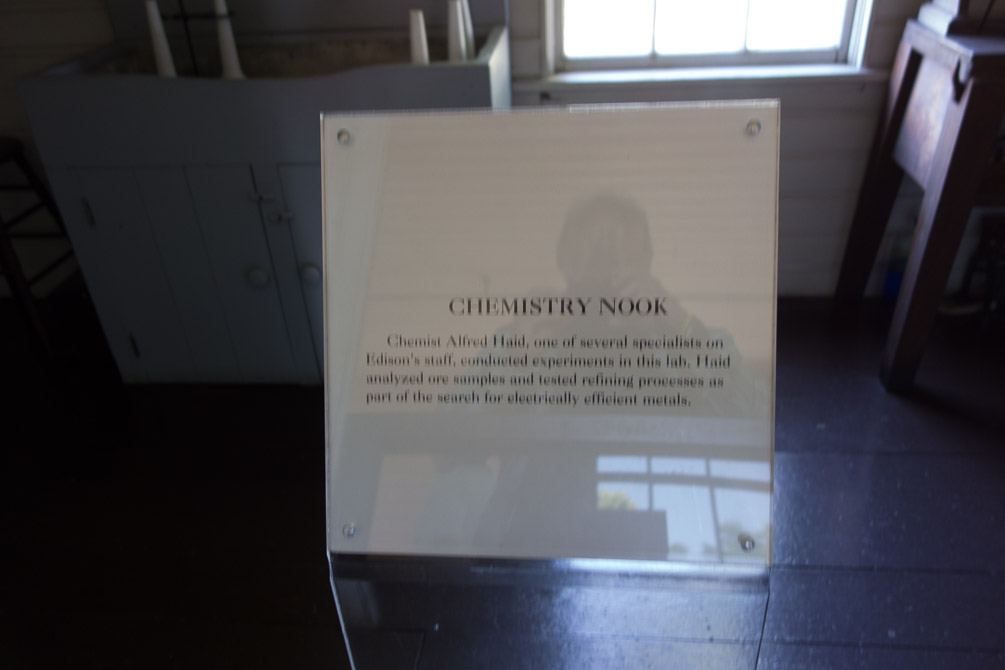 CHEMISTRY NOOK
Chemist Alfred Haid, one of several specialists on
Edison's staff, conducted experiments in this lab. Haid
analyzed ore samples and tested refining processes as
part of the search for electrically efficient metals.